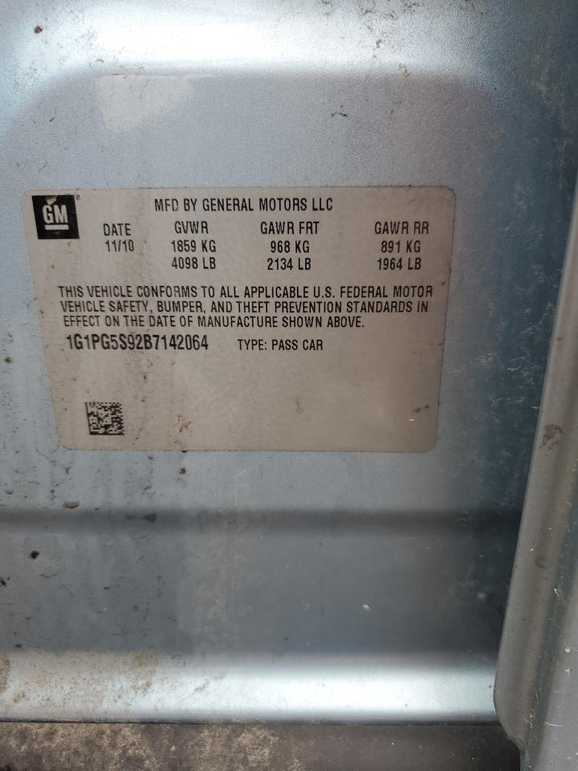 GM ®
MFD BY GENERAL MOTORS LLC
DATE GVWR GAWR FRT GAWR RR
11/10 1859 KG 968 KG 891 KG
4098 LB 2134 LB 1964 LB
THIS VEHICLE CONFORMS TO ALL APPLICABLE U.S. FEDERAL MOTOR
VEHICLE SAFETY, BUMPER, AND THEFT PREVENTION STANDARDS IN
EFFECT ON THE DATE OF MANUFACTURE SHOWN ABOVE.
1G1PG5S92B7142064 TYPE: PASS CAR